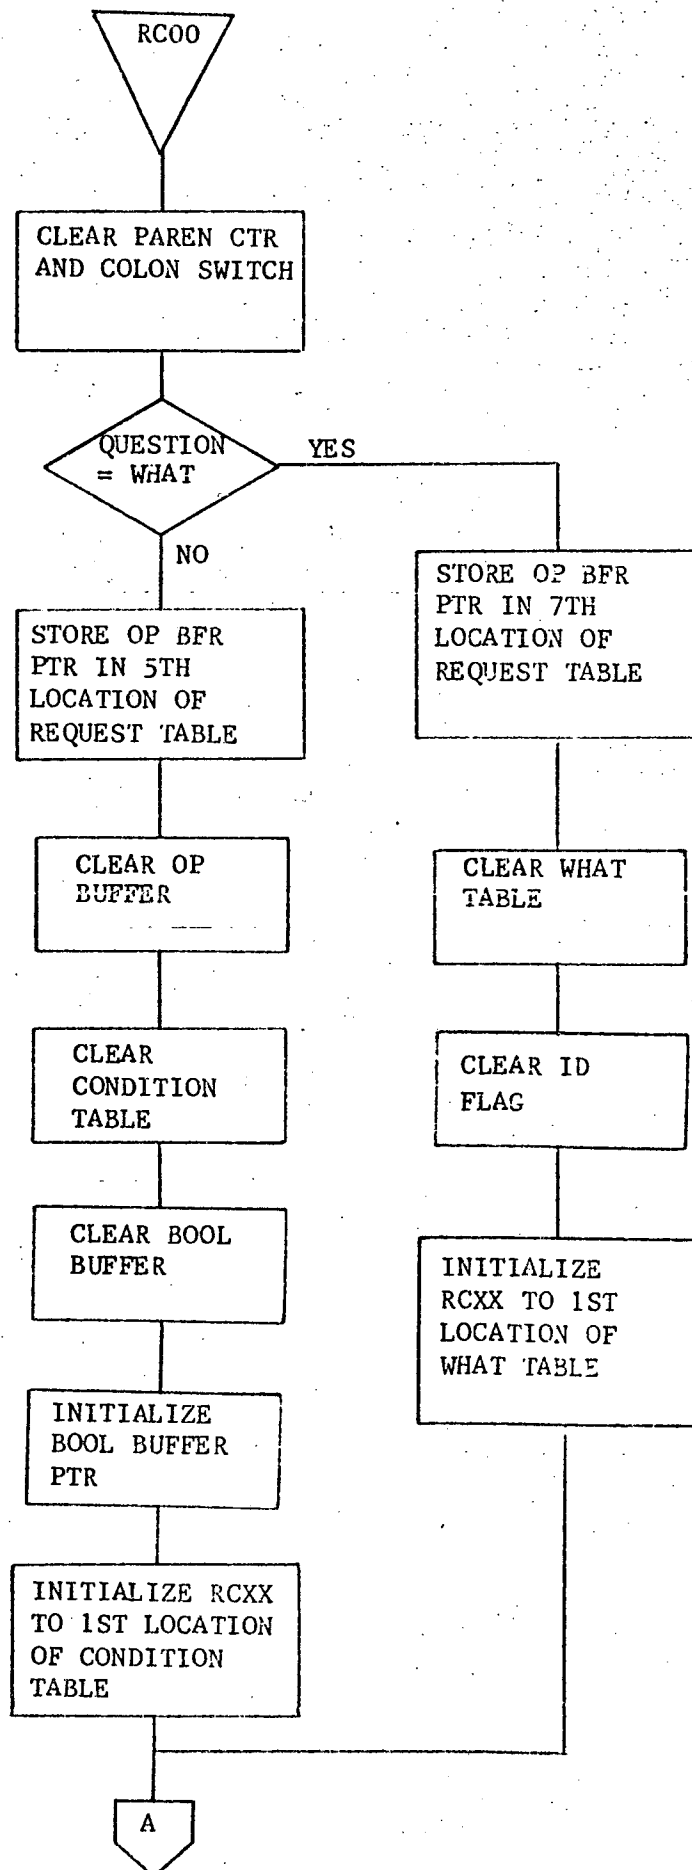 RC00
CLEAR PAREN CTR
AND COLON SWITCH
QUESTION
= WHAT
YES
NO
STORE OP BFR
PTR IN 5TH
LOCATION OF
REQUEST TABLE
CLEAR OP
BUFFER
CLEAR
CONDITION
TABLE
CLEAR BOOL
BUFFER
INITIALIZE
BOOL BUFFER
PTR
INITIALIZE RCXX
TO 1ST LOCATION
OF CONDITION
TABLE
STORE OP BFR
PTR IN 7TH
LOCATION OF
REQUEST TABLE
CLEAR WHAT
TABLE
CLEAR ID
FLAG
INITIALIZE
RCXX TO 1ST
LOCATION OF
WHAT TABLE
A